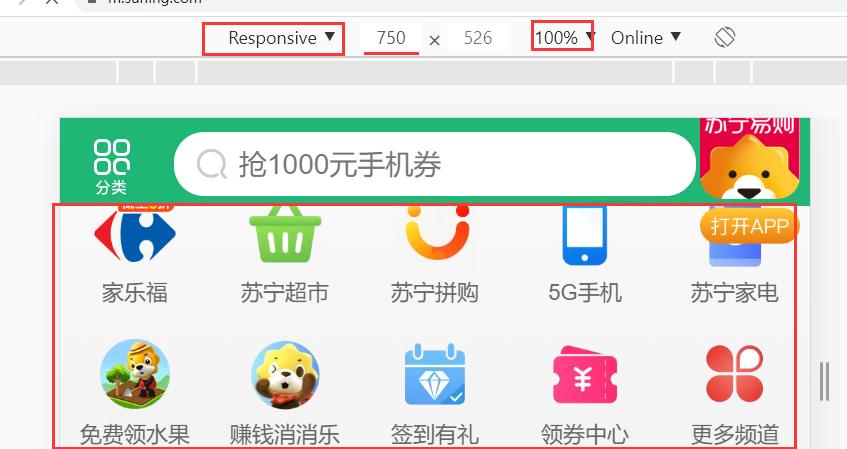 m.suning.com
Responsive ▼ 750 × 526 100% ▼ Online ▼
苏宁易购
分类 抢1000元手机券
打开APP
家乐福 苏宁超市 苏宁拼购 5G手机 苏宁家电
免费领水果 赚钱消消乐 签到有礼 领券中心 更多频道